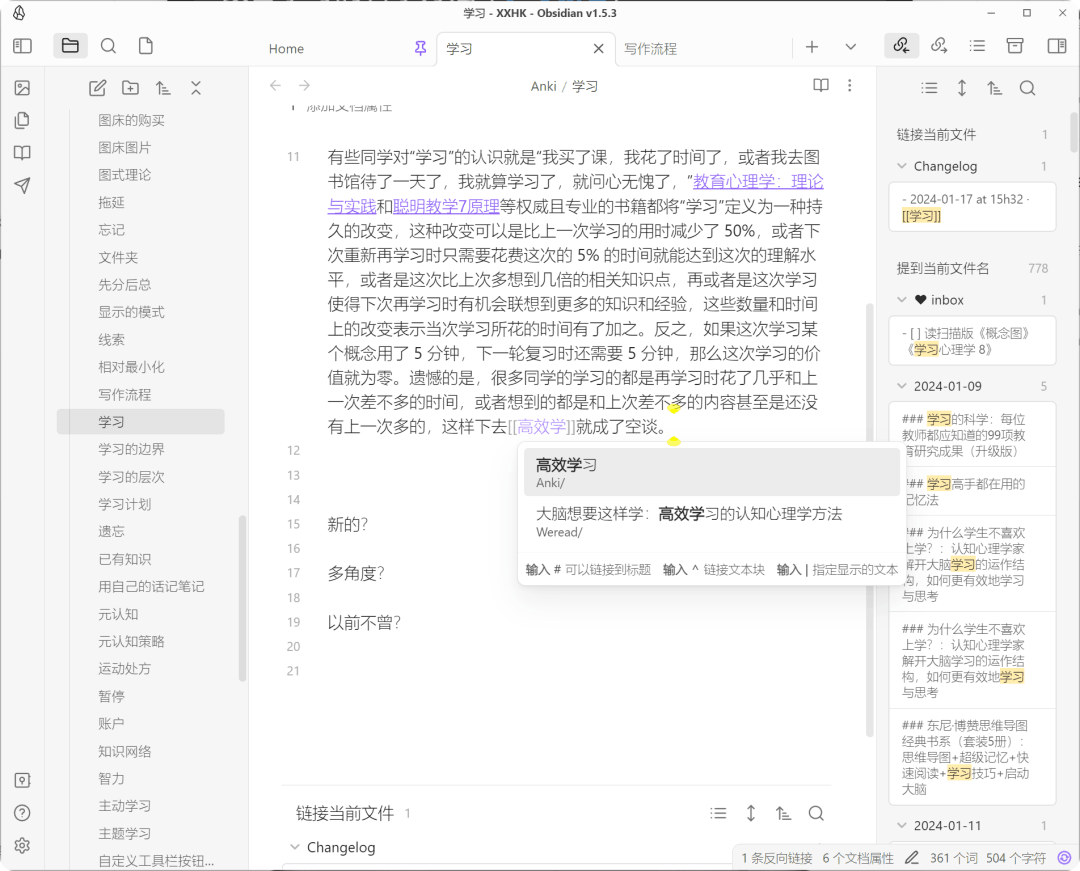 学习 - XXHK - Obsidian v1.5.3
Home
学习
写作流程
Anki / 学习
图床的购买
图床图片
图式理论
拖延
忘记
文件夹
先分后总
显示的模式
线索
相对最小化
写作流程
学习
学习的边界
学习的层次
学习计划
遗忘
已有知识
用自己的话记笔记
元认知
元认知策略
运动处方
暂停
账户
知识网络
智力
主动学习
主题学习
自定义工具栏按钮...
添加文档属性
11 有些同学对“学习”的认识就是“我买了课，我花了时间了，或者我去图
书馆待了一天了，我就算学习了，就问心无愧了，”教育心理学：理论
与实践和聪明教学7原理等权威且专业的书籍都将“学习”定义为一种持
久的改变，这种改变可以是比上一次学习的用时减少了 50%，或者下
次重新再学习时只需要花费这次的 5% 的时间就能达到这次的理解水
平，或者是这次比上次多想到几倍的相关知识点，再或者是这次学习
使得下次再学习时有机会联想到更多的知识和经验，这些数量和时间
上的改变表示当次学习所花的时间有了加之。反之，如果这次学习某
个概念用了 5 分钟，下一轮复习时还需要 5 分钟，那么这次学习的价
值就为零。遗憾的是，很多同学的学习的都是再学习时花了几乎和上
一次差不多的时间，或者想到的都是和上次差不多的内容甚至是还没
有上一次多的，这样下去[[高效学]]就成了空谈。
12
13
14
15 新的？
16
17 多角度？
18
19 以前不曾？
20
21
高效学习
Anki/
大脑想要这样学：高效学习的认知心理学方法
Weread/
输入 # 可以链接到标题 输入 ^ 链接文本块 输入 | 指定显示的文本
链接当前文件 1
Changelog
链接当前文件 1
Changelog 1
- 2024-01-17 at 15h32 ·
[[学习]]
提到当前文件名 778
🖤 inbox 1
- [ ] 读扫描版《概念图》
《学习心理学 8》
2024-01-09 5
### 学习的科学：每位
教师都应知道的99项教
育研究成果（升级版）
### 学习高手都在用的
记忆法
### 为什么学生不喜欢
上学？：认知心理学家
解开大脑学习的运作结
构，如何更有效地学习
与思考
### 为什么学生不喜欢
上学？：认知心理学家
解开大脑学习的运作结
构，如何更有效地学习
与思考
### 东尼·博赞思维导图
经典书系（套装5册）：
思维导图+超级记忆+快
速阅读+学习技巧+启动
大脑
2024-01-11 1
1 条反向链接 6 个文档属性 361 个词 504 个字符